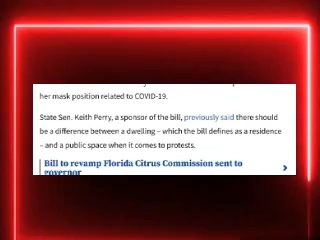 her mask position related to COVID-19.
State Sen. Keith Perry, a sponsor of the bill, previously said there should
be a difference between a dwelling – which the bill defines as a residence
– and a public space when it comes to protests.
Bill to revamp Florida Citrus Commission sent to
governor